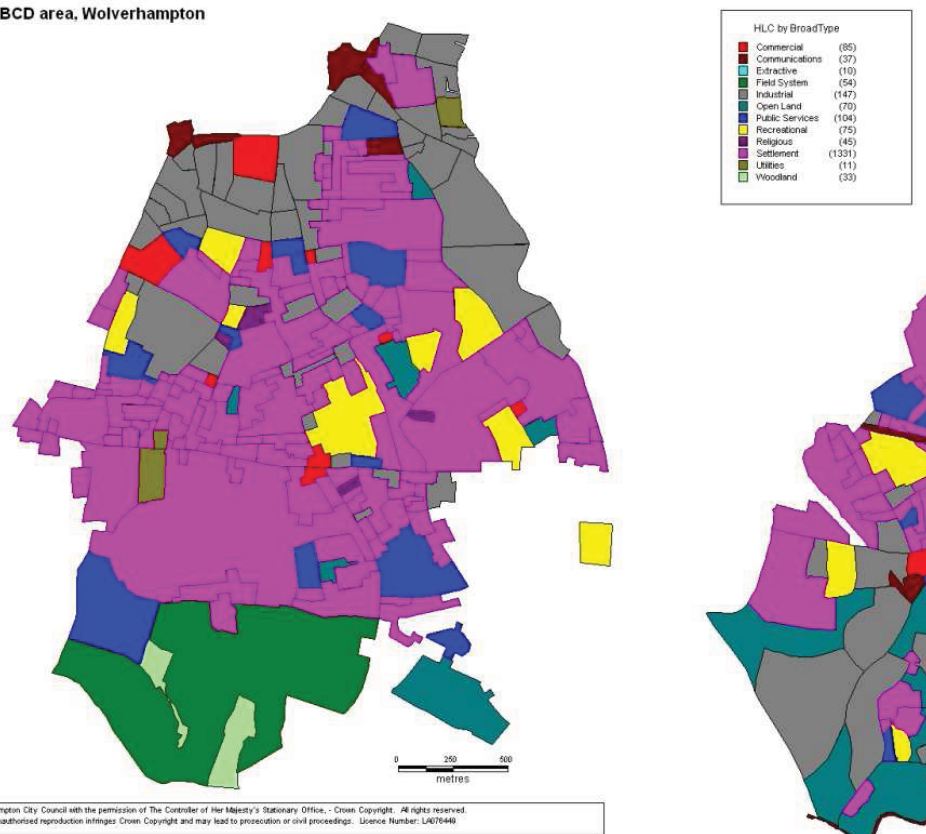 BCD area, Wolverhampton
HLC by BroadType
Commercial (85)
Communications (37)
Extractive (10)
Field System (54)
Industrial (147)
Open Land (70)
Public Services (104)
Recreational (75)
Religious (45)
Settlement (1331)
Utilities (11)
Woodland (33)
0 250 500
metres
mpton City Council with the permission of The Controller of Her Majesty's Stationary Office, - Crown Copyright. All rights reserved.
authorised reproduction infringes Crown Copyright and may lead to prosecution or civil proceedings. Licence Number: LA076449